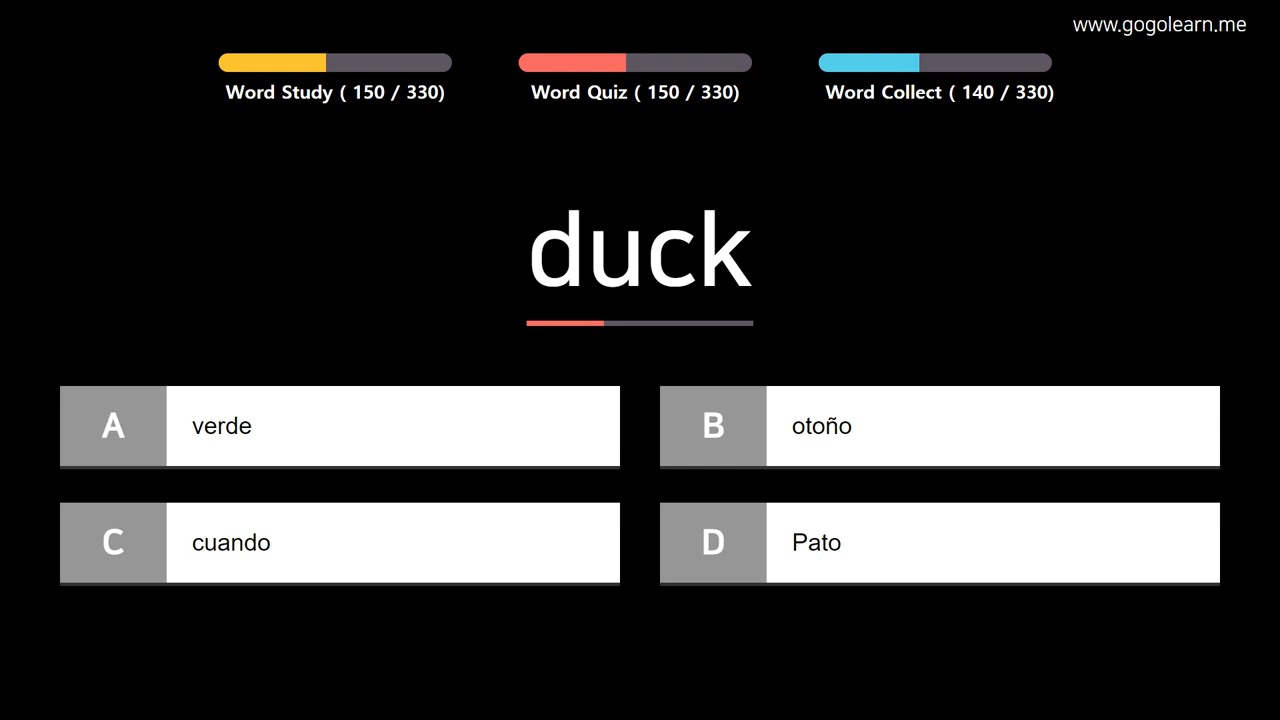 www.gogolearn.me
Word Study ( 150 / 330)
Word Quiz ( 150 / 330)
Word Collect ( 140 / 330)
duck
A verde
B otoño
C cuando
D Pato